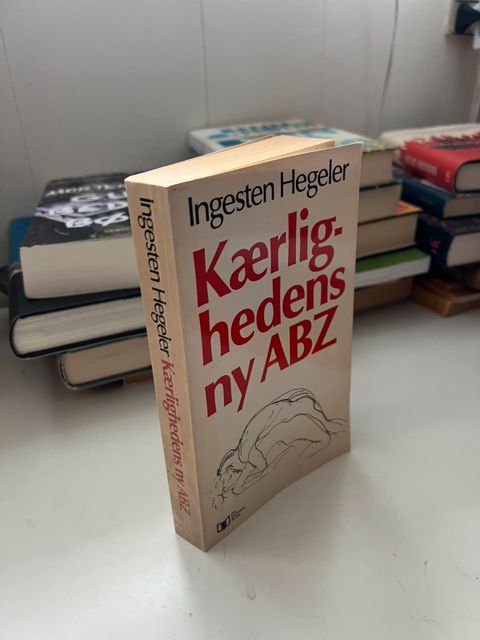 Ingesten Hegeler
Kærlig-
hedens
ny ABZ
Ingesten Hegeler Kærlighedens ny ABZ